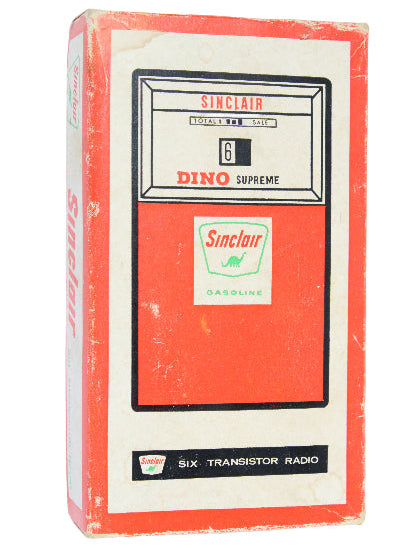 SINCLAIR
TOTAL SALE
6
DINO SUPREME
Sinclair
GASOLINE
Sinclair SIX TRANSISTOR RADIO
Sinclair
Sinclair